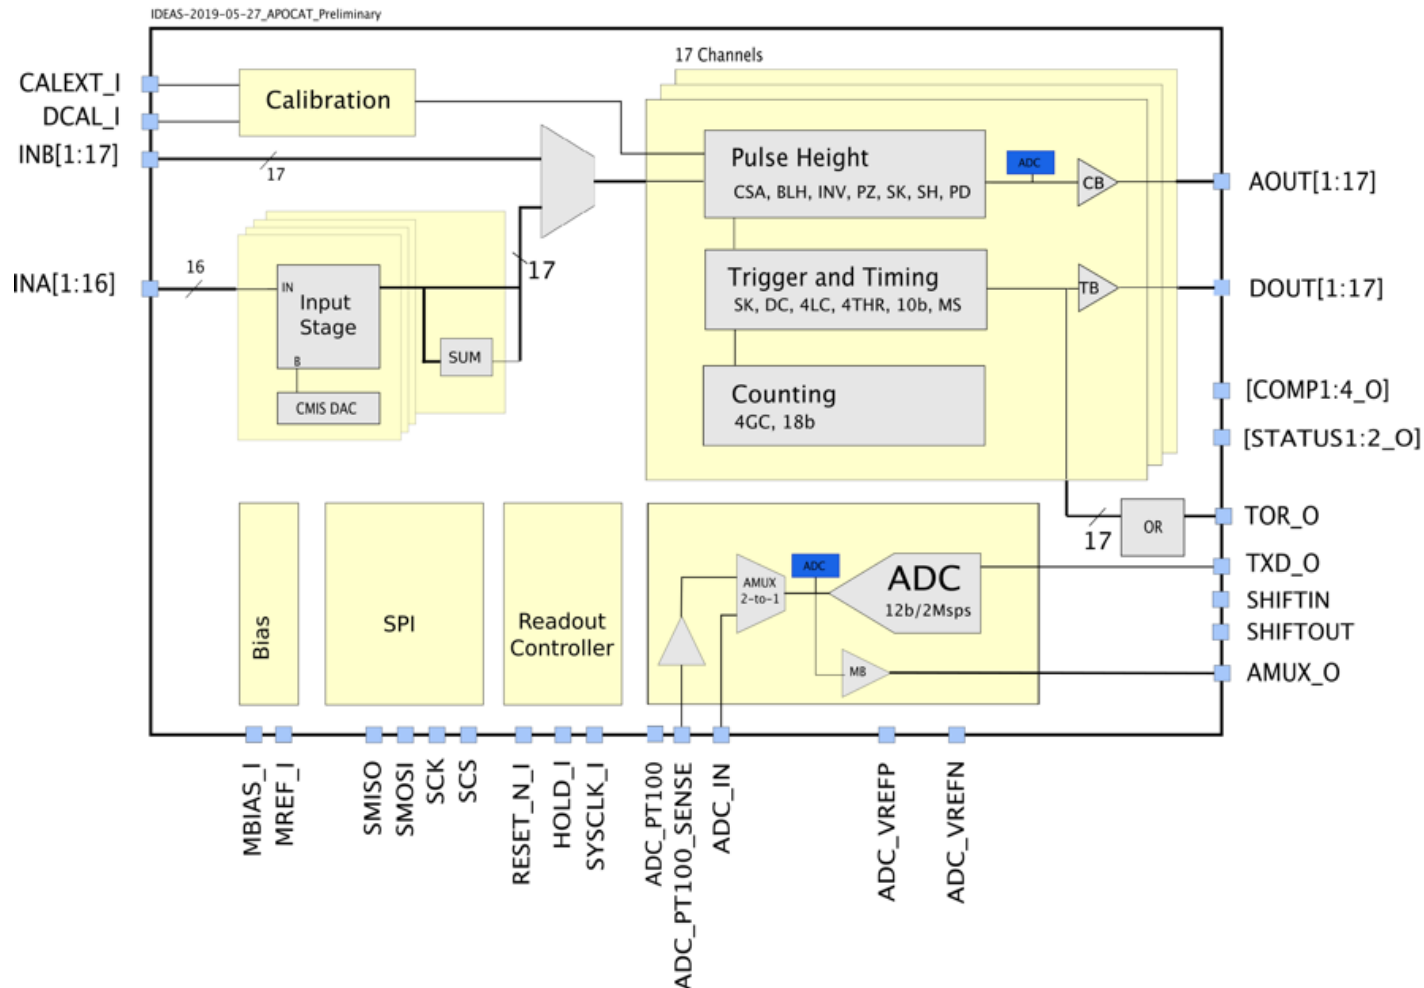 IDEAS-2019-05-27_APOCAT_Preliminary
17 Channels
CALEXT_I
DCAL_I
INB[1:17]
17
Calibration
Pulse Height
CSA, BLH, INV, PZ, SK, SH, PD
ADC
CB
AOUT[1:17]
INA[1:16]
16
IN
Input
Stage
B
CMIS DAC
SUM
17
Trigger and Timing
SK, DC, 4LC, 4THR, 10b, MS
TB
DOUT[1:17]
Counting
4GC, 18b
[COMP1:4_O]
[STATUS1:2_O]
17
OR
TOR_O
TXD_O
SHIFTIN
SHIFTOUT
AMUX_O
Bias
SPI
Readout
Controller
AMUX
2-to-1
ADC
ADC
12b/2Msps
MB
MBIAS_I
MREF_I
SMISO
SMOSI
SCK
SCS
RESET_N_I
HOLD_I
SYSCLK_I
ADC_PT100
ADC_PT100_SENSE
ADC_IN
ADC_VREFP
ADC_VREFN